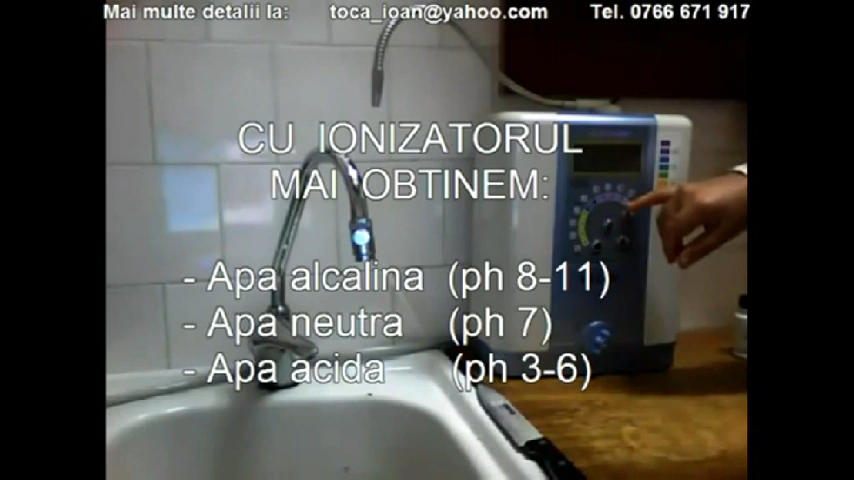 Mai multe detalii la: toca_ioan@yahoo.com Tel. 0766 671 917
CU IONIZATORUL
MAI OBTINEM:
- Apa alcalina (ph 8-11)
- Apa neutra (ph 7)
- Apa acida (ph 3-6)